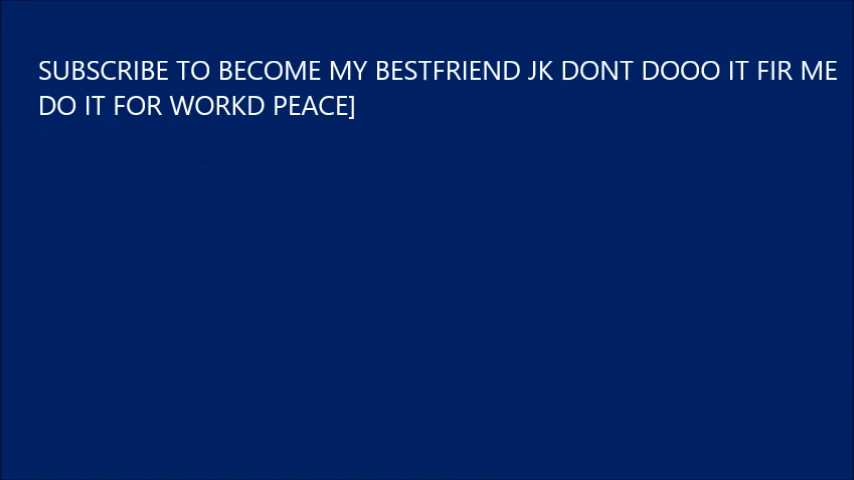 SUBSCRIBE TO BECOME MY BESTFRIEND JK DONT DOOO IT FIR ME
DO IT FOR WORKD PEACE]